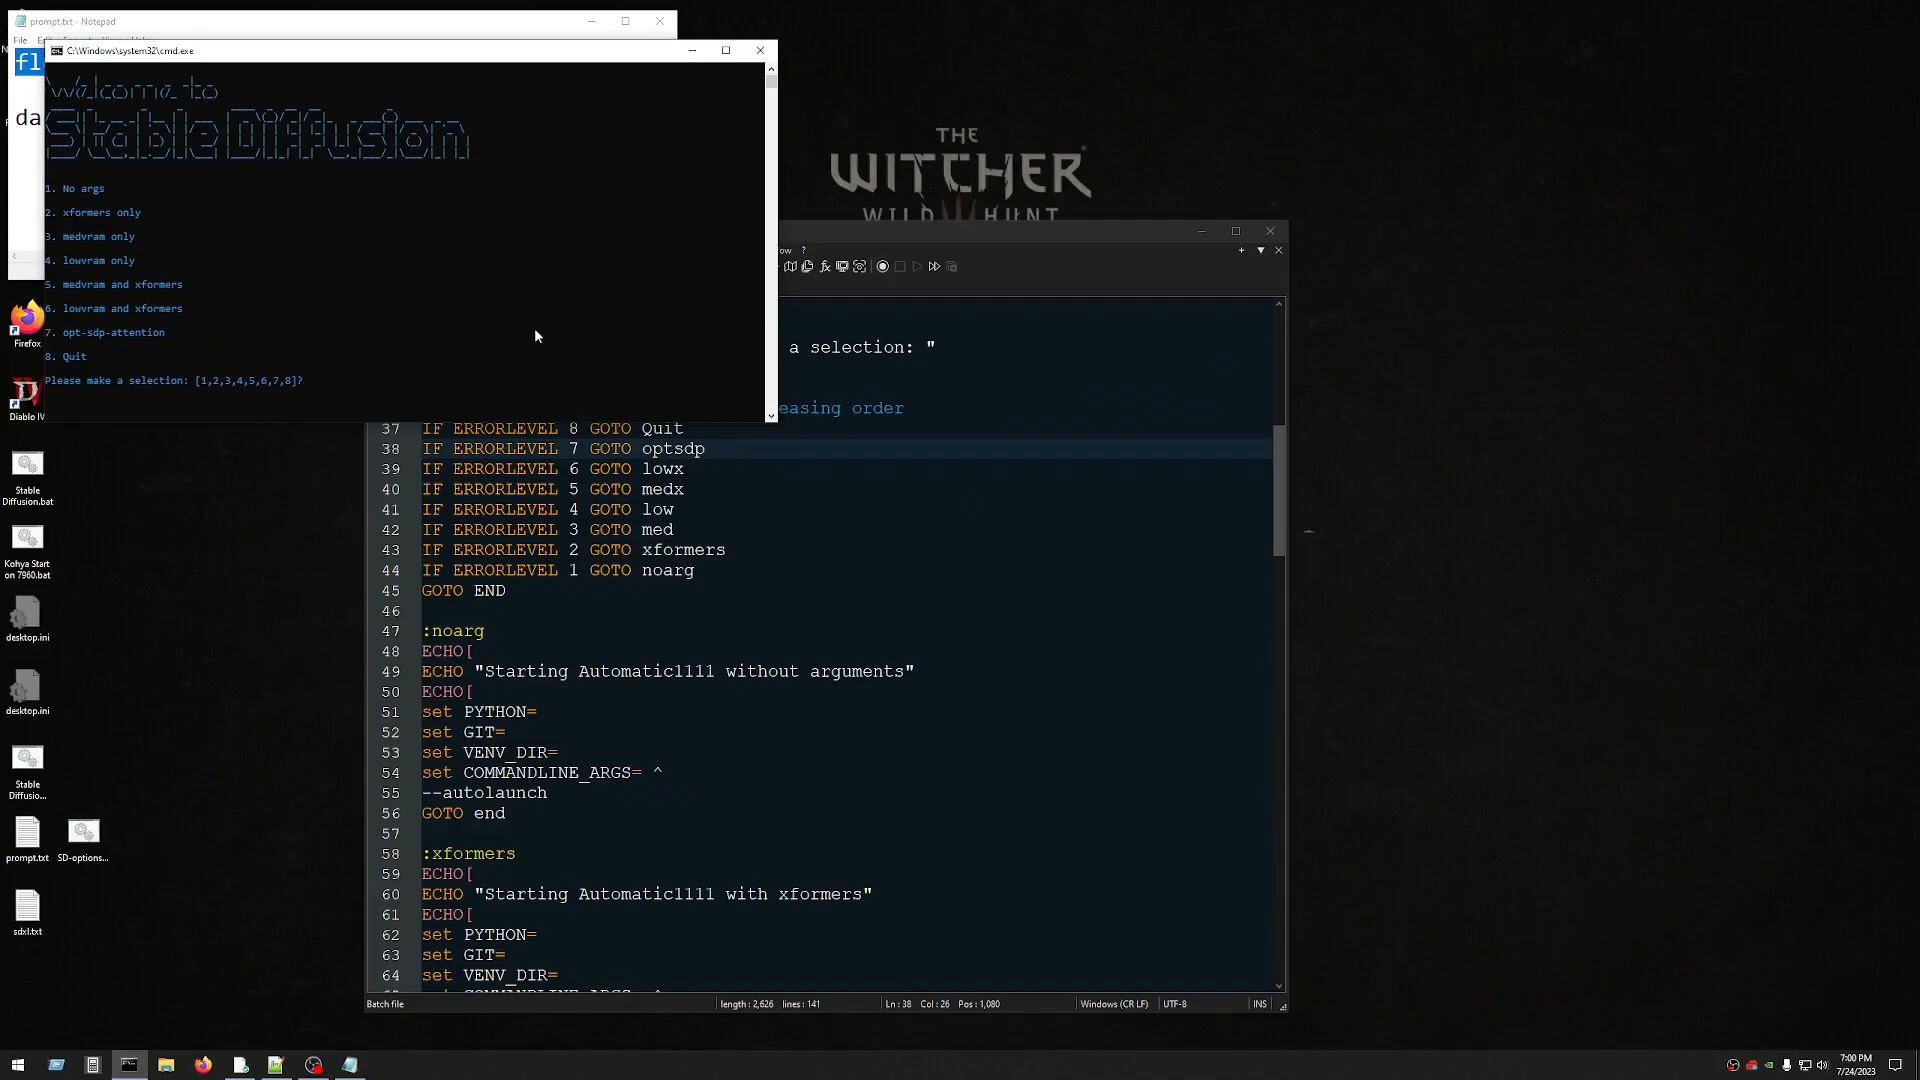 prompt.txt - Notepad
File
C:\Windows\system32\cmd.exe
fl
da
Welcome to
Stable Diffusion
1. No args
2. xformers only
3. medvram only
4. lowvram only
5. medvram and xformers
6. lowvram and xformers
7. opt-sdp-attention
8. Quit
Please make a selection: [1,2,3,4,5,6,7,8]?
THE
WITCHER
WILD HUNT
ow ?
a selection: "
easing order
37 IF ERRORLEVEL 8 GOTO Quit
38 IF ERRORLEVEL 7 GOTO optsdp
39 IF ERRORLEVEL 6 GOTO lowx
40 IF ERRORLEVEL 5 GOTO medx
41 IF ERRORLEVEL 4 GOTO low
42 IF ERRORLEVEL 3 GOTO med
43 IF ERRORLEVEL 2 GOTO xformers
44 IF ERRORLEVEL 1 GOTO noarg
45 GOTO END
46
47 :noarg
48 ECHO[
49 ECHO "Starting Automatic1111 without arguments"
50 ECHO[
51 set PYTHON=
52 set GIT=
53 set VENV_DIR=
54 set COMMANDLINE_ARGS= ^
55 --autolaunch
56 GOTO end
57
58 :xformers
59 ECHO[
60 ECHO "Starting Automatic1111 with xformers"
61 ECHO[
62 set PYTHON=
63 set GIT=
64 set VENV_DIR=
Batch file
length : 2,626 lines : 141
Ln : 38 Col : 26 Pos : 1,080
Windows (CR LF)
UTF-8
INS
Firefox
Diablo IV
Stable
Diffusion.bat
Kohya Start
on 7960.bat
desktop.ini
desktop.ini
Stable
Diffusio...
prompt.txt
SD-options...
sdxl.txt
7:00 PM
7/24/2023